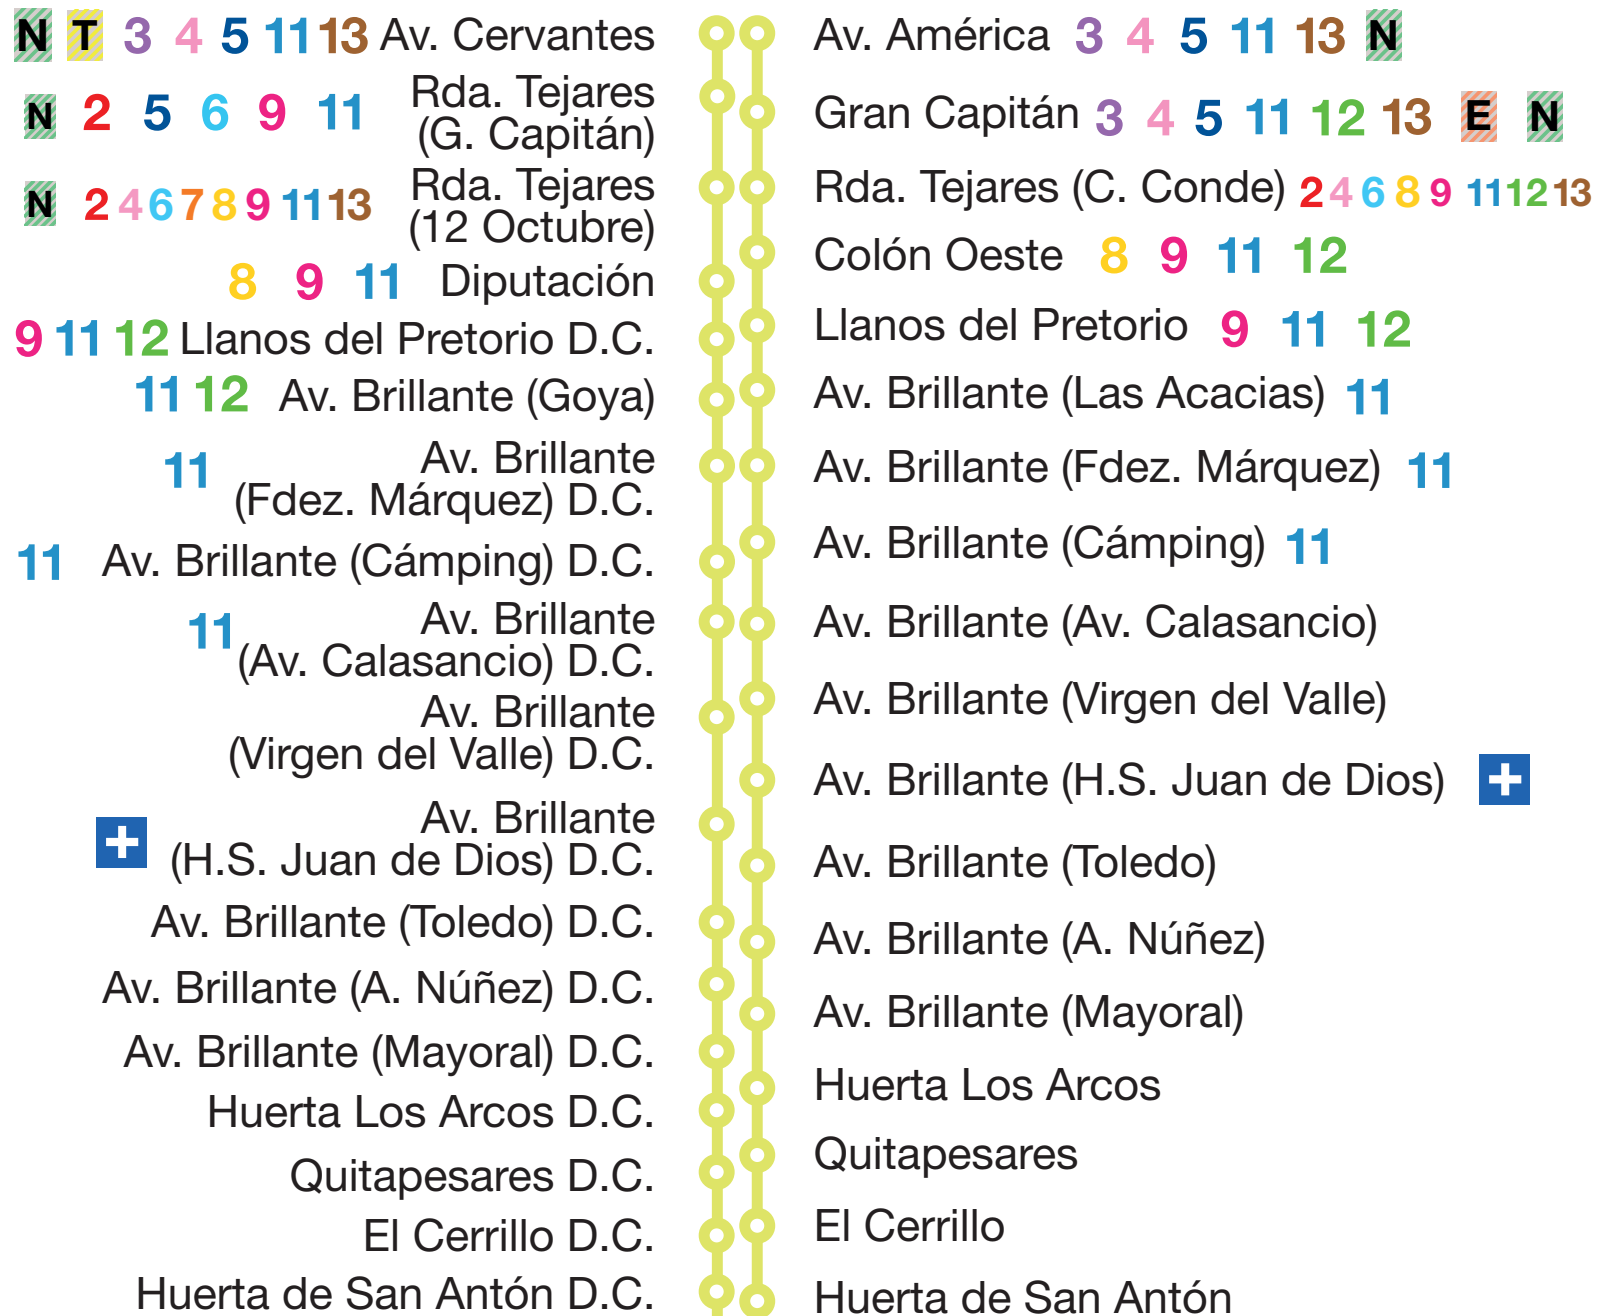 N T 3 4 5 11 13 Av. Cervantes
N 2 5 6 9 11 Rda. Tejares
(G. Capitán)
N 2 4 6 7 8 9 11 13 Rda. Tejares
(12 Octubre)
8 9 11 Diputación
9 11 12 Llanos del Pretorio D.C.
11 12 Av. Brillante (Goya)
11 Av. Brillante
(Fdez. Márquez) D.C.
11 Av. Brillante (Cámping) D.C.
11 Av. Brillante
(Av. Calasancio) D.C.
Av. Brillante
(Virgen del Valle) D.C.
Av. Brillante
(H.S. Juan de Dios) D.C.
Av. Brillante (Toledo) D.C.
Av. Brillante (A. Núñez) D.C.
Av. Brillante (Mayoral) D.C.
Huerta Los Arcos D.C.
Quitapesares D.C.
El Cerrillo D.C.
Huerta de San Antón D.C.
Av. América 3 4 5 11 13 N
Gran Capitán 3 4 5 11 12 13 E N
Rda. Tejares (C. Conde) 2 4 6 8 9 11 12 13
Colón Oeste 8 9 11 12
Llanos del Pretorio 9 11 12
Av. Brillante (Las Acacias) 11
Av. Brillante (Fdez. Márquez) 11
Av. Brillante (Cámping) 11
Av. Brillante (Av. Calasancio)
Av. Brillante (Virgen del Valle)
Av. Brillante (H.S. Juan de Dios)
Av. Brillante (Toledo)
Av. Brillante (A. Núñez)
Av. Brillante (Mayoral)
Huerta Los Arcos
Quitapesares
El Cerrillo
Huerta de San Antón